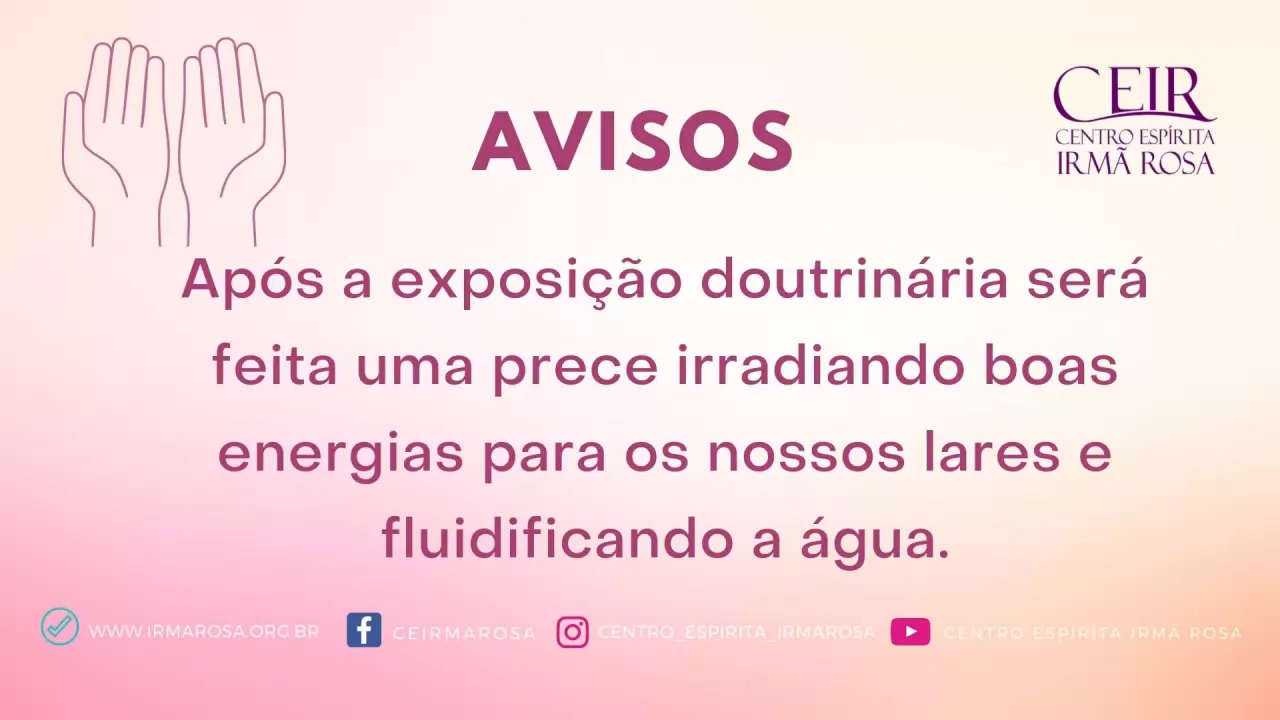 AVISOS
CEIR
CENTRO ESPÍRITA
IRMÃ ROSA
Após a exposição doutrinária será
feita uma prece irradiando boas
energias para os nossos lares e
fluidificando a água.
WWW.IRMAROSA.ORG.BR
CEIRMAROSA
CENTRO_ESPIRITA_IRMAROSA
CENTRO ESPIRITA IRMÃ ROSA